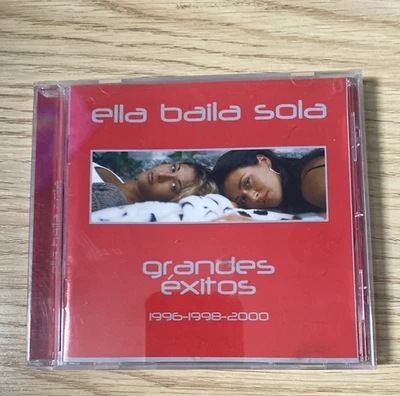 ella baila sola
grandes
éxitos
1996-1998-2000